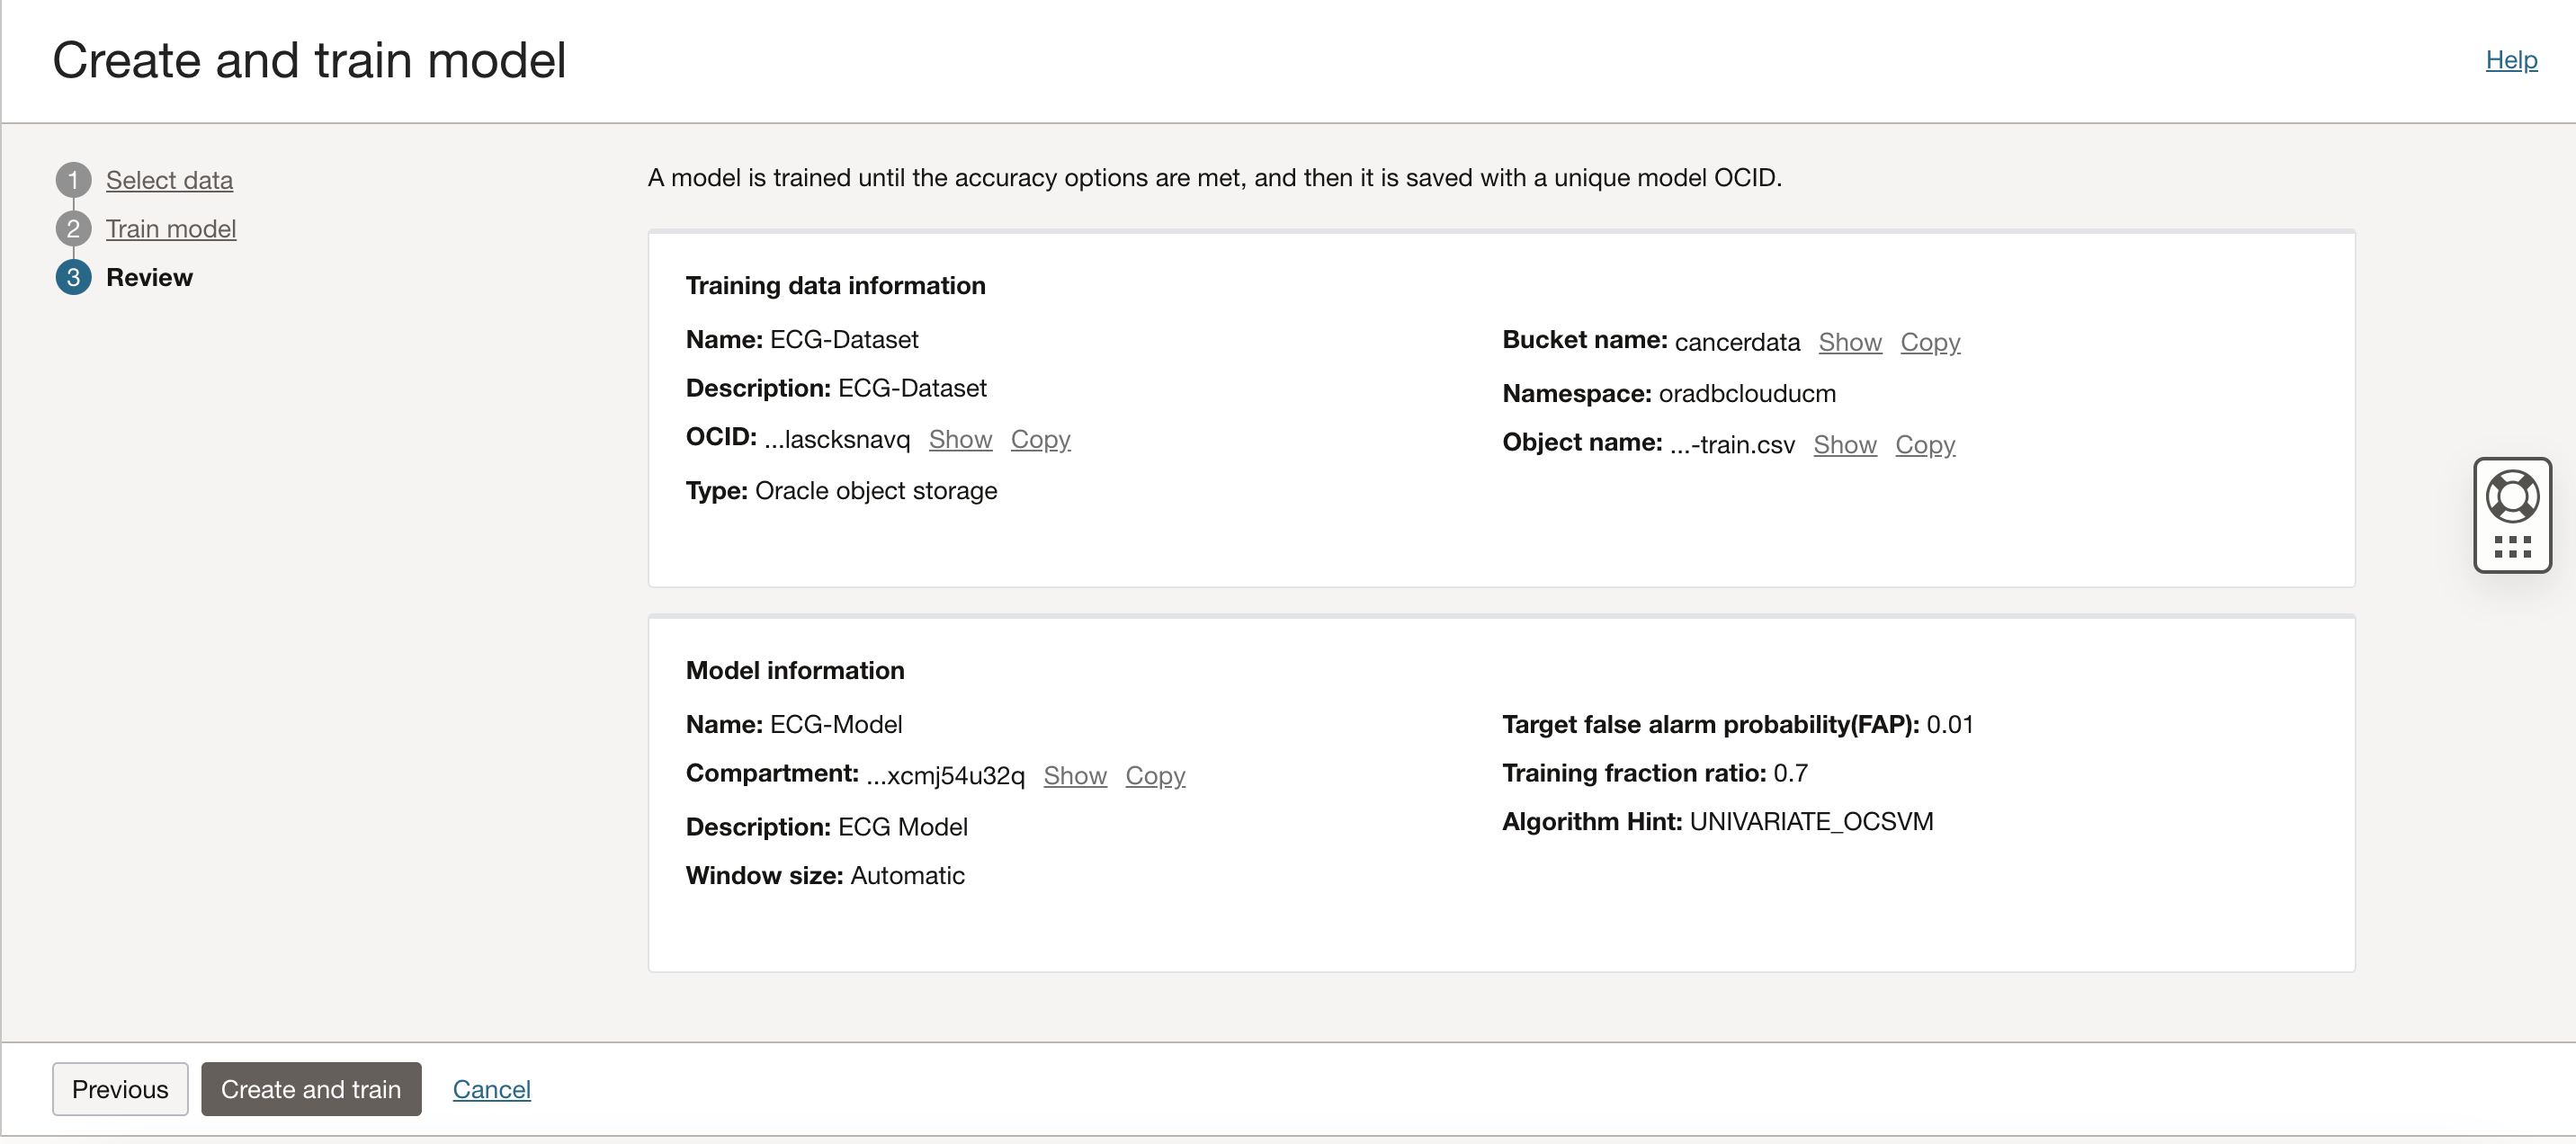 Create and train model
Help
1 Select data
2 Train model
3 Review
A model is trained until the accuracy options are met, and then it is saved with a unique model OCID.
Training data information
Name: ECG-Dataset
Description: ECG-Dataset
OCID: ...lascksnavq Show Copy
Type: Oracle object storage
Bucket name: cancerdata Show Copy
Namespace: oradbclouducm
Object name: ...-train.csv Show Copy
Model information
Name: ECG-Model
Compartment: ...xcmj54u32q Show Copy
Description: ECG Model
Window size: Automatic
Target false alarm probability(FAP): 0.01
Training fraction ratio: 0.7
Algorithm Hint: UNIVARIATE_OCSVM
Previous Create and train Cancel